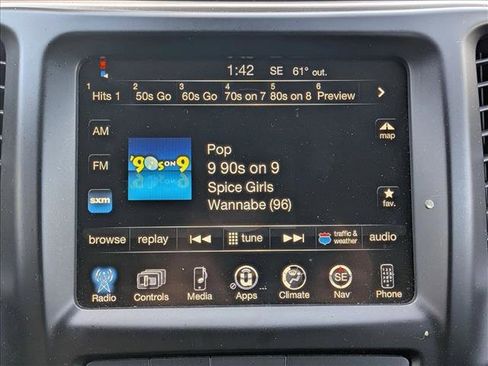 1:42 SE 61° out.
1 2 3 4 5 6
Hits 1 50s Go 60s Go 70s on 7 80s on 8 Preview >
AM
map
Pop
'90s ON 9
9 90s on 9
FM
Spice Girls
sxm
Wannabe (96)
fav.
browse replay tune traffic & weather audio
SE
Radio Controls Media Apps Climate Nav Phone